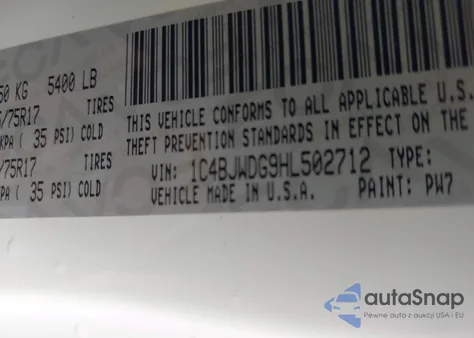 50 KG 5400 LB
/75R17 TIRES
KPA ( 35 PSI) COLD
/75R17 TIRES
KPA ( 35 PSI) COLD
THIS VEHICLE CONFORMS TO ALL APPLICABLE U.S.
THEFT PREVENTION STANDARDS IN EFFECT ON THE
VIN: 1C4BJWDG9HL502712 TYPE:
VEHICLE MADE IN U.S.A. PAINT: PW7
autaSnap
Pewne auta z aukcji USA i EU